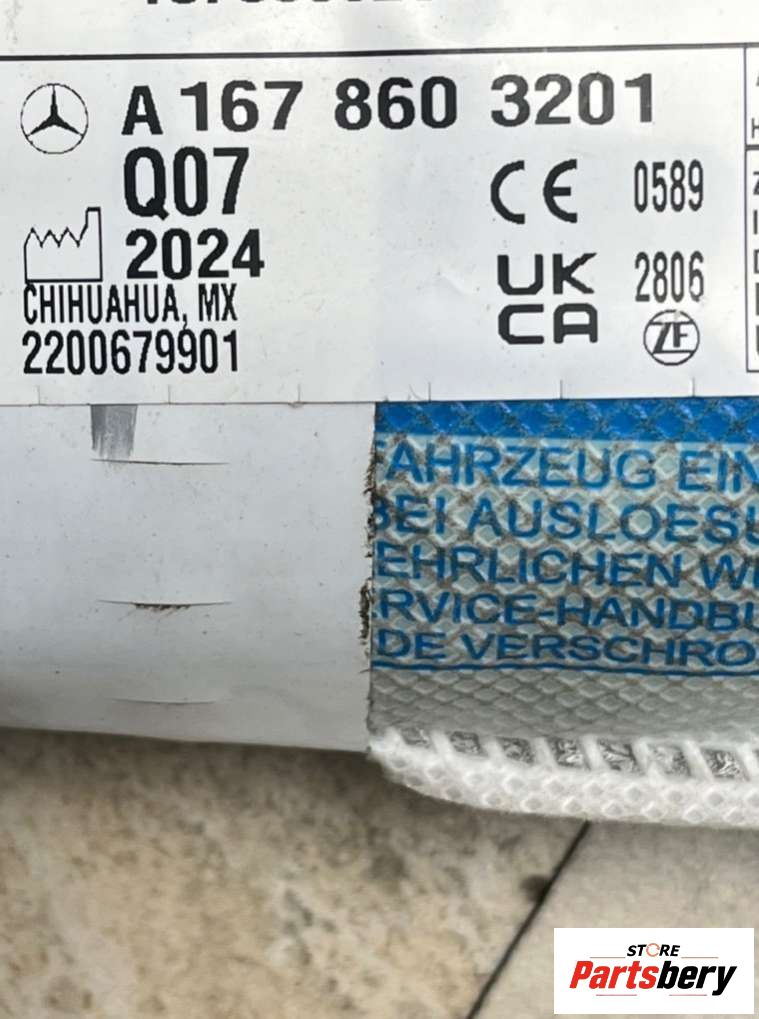 A 167 860 3201
Q07
2024
CHIHUAHUA, MX
2200679901
CE 0589
UK
CA
2806
ZF
FAHRZEUG EIN
BEI AUSLOESU
EHRLICHEN
RVICE-HANDBU
DE VERSCHRO
STORE
Partsbery